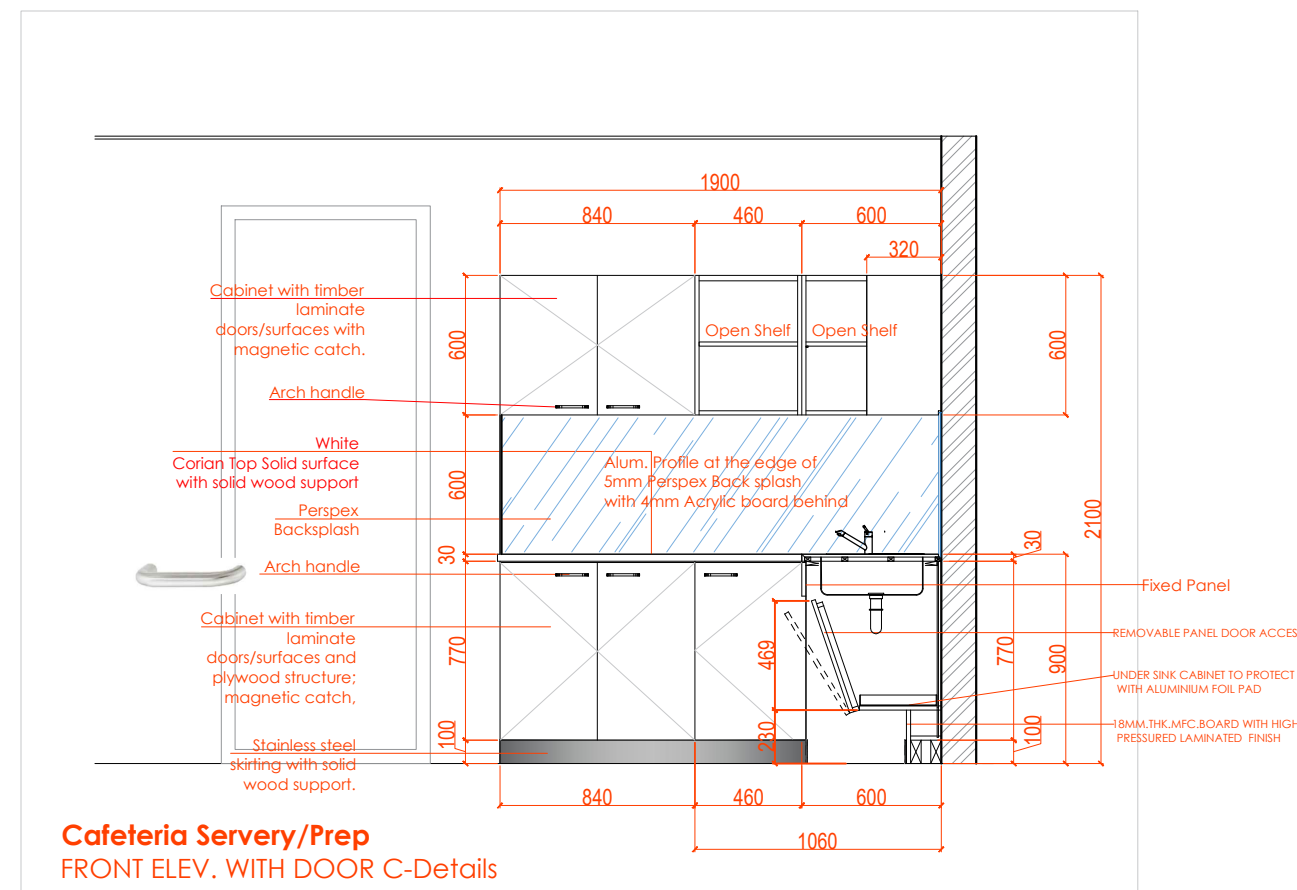 1900
840
460
600
320
Cabinet with timber
laminate
doors/surfaces with
magnetic catch.
600
Open Shelf
Open Shelf
600
Arch handle
White
Corian Top Solid surface
with solid wood support
600
Alum. Profile at the edge of
5mm Perspex Back splash
with 4mm Acrylic board behind
2100
Perspex
Backsplash
30
30
Arch handle
Fixed Panel
Cabinet with timber
laminate
doors/surfaces and
plywood structure;
magnetic catch,
770
469
770
900
REMOVABLE PANEL DOOR ACCES
UNDER SINK CABINET TO PROTECT
WITH ALUMINIUM FOIL PAD
18MM.THK.MFC.BOARD WITH HIGH
PRESSURED LAMINATED FINISH
100
230
100
Stainless steel
skirting with solid
wood support.
840
460
600
1060
Cafeteria Servery/Prep
FRONT ELEV. WITH DOOR C-Details